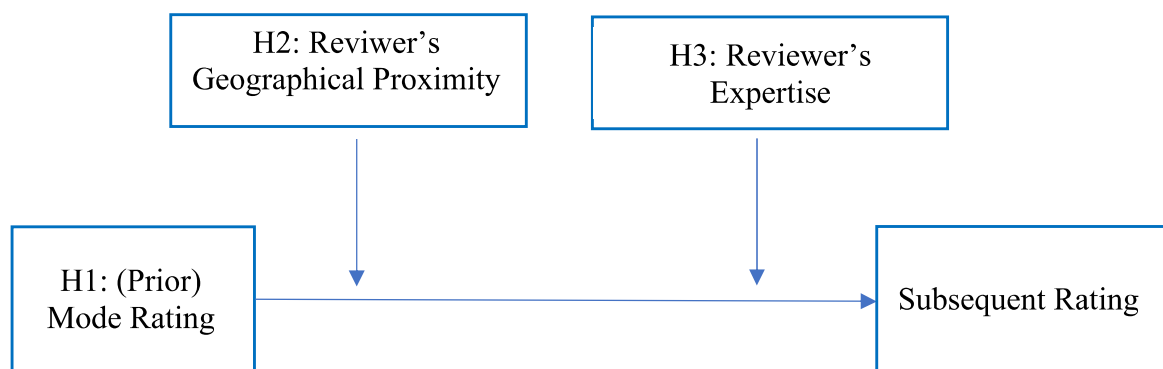 H2: Reviwer’s
Geographical Proximity
H3: Reviewer’s
Expertise
H1: (Prior)
Mode Rating
Subsequent Rating